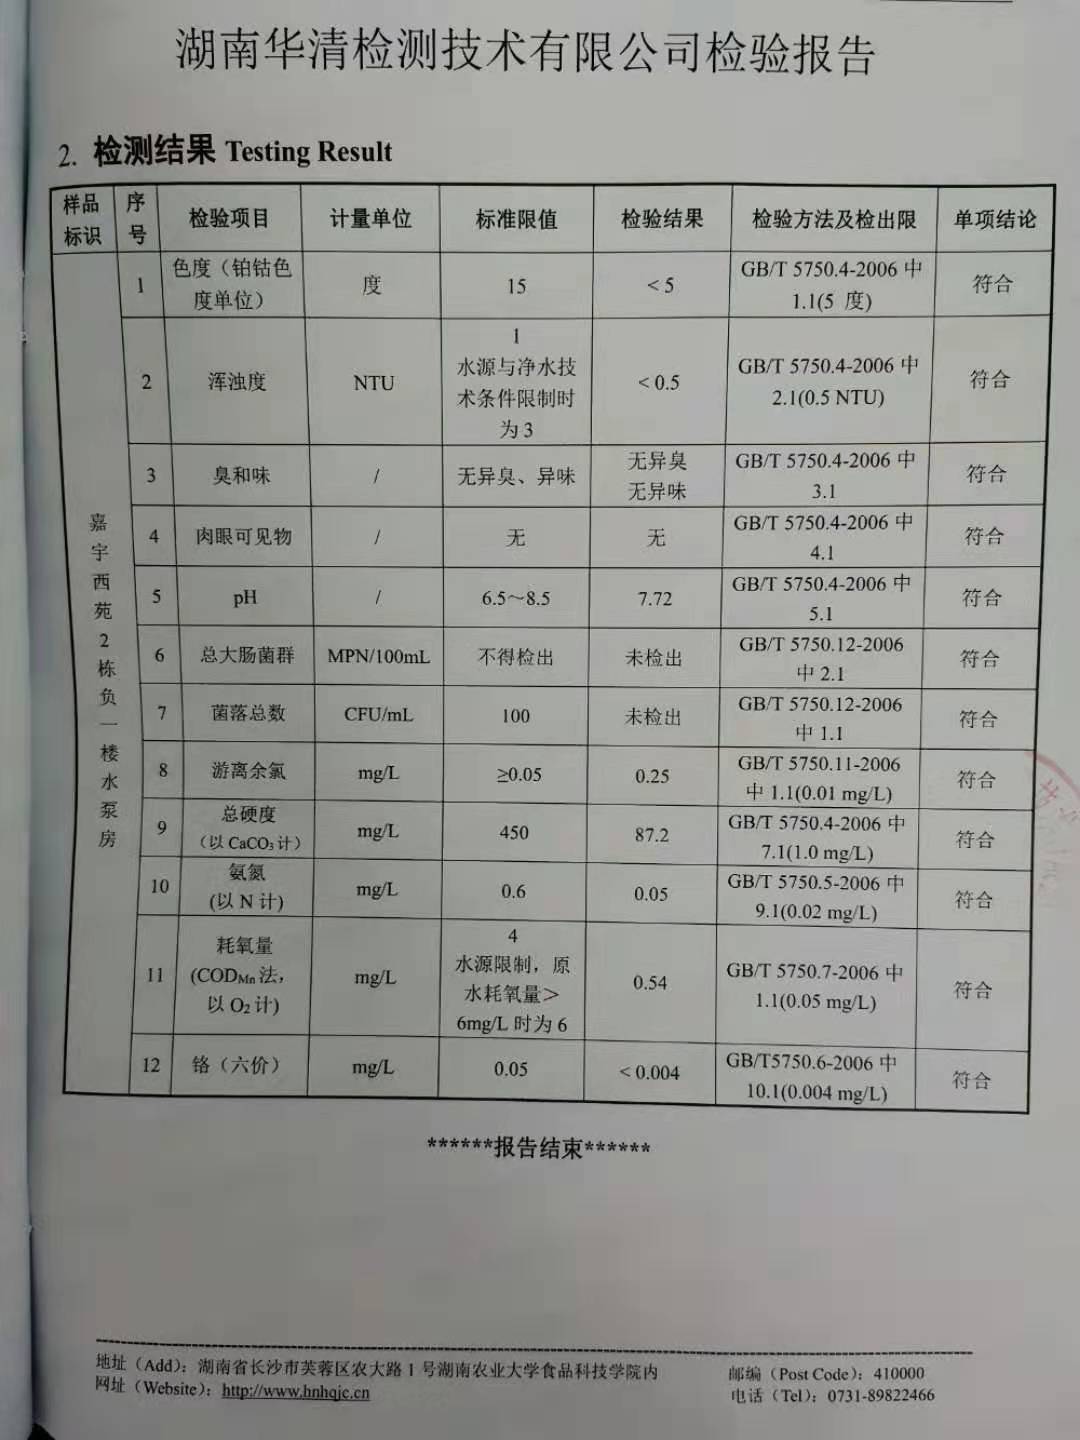 湖南华清检测技术有限公司检验报告
2. 检测结果 Testing Result
样品标识 序号 检验项目 计量单位 标准限值 检验结果 检验方法及检出限 单项结论
嘉宇西苑2栋负一楼水泵房
1 色度（铂钴色度单位） 度 15 ＜5 GB/T 5750.4-2006 中 1.1(5 度) 符合
2 浑浊度 NTU 1 水源与净水技术条件限制时为 3 ＜0.5 GB/T 5750.4-2006 中 2.1(0.5 NTU) 符合
3 臭和味 / 无异臭、异味 无异臭 无异味 GB/T 5750.4-2006 中 3.1 符合
4 肉眼可见物 / 无 无 GB/T 5750.4-2006 中 4.1 符合
5 pH / 6.5～8.5 7.72 GB/T 5750.4-2006 中 5.1 符合
6 总大肠菌群 MPN/100mL 不得检出 未检出 GB/T 5750.12-2006 中 2.1 符合
7 菌落总数 CFU/mL 100 未检出 GB/T 5750.12-2006 中 1.1 符合
8 游离余氯 mg/L ≥0.05 0.25 GB/T 5750.11-2006 中 1.1(0.01 mg/L) 符合
9 总硬度（以 CaCO₃ 计） mg/L 450 87.2 GB/T 5750.4-2006 中 7.1(1.0 mg/L) 符合
10 氨氮 (以 N 计) mg/L 0.6 0.05 GB/T 5750.5-2006 中 9.1(0.02 mg/L) 符合
11 耗氧量 (CODMn 法，以 O₂ 计) mg/L 4 水源限制，原水耗氧量＞6mg/L 时为 6 0.54 GB/T 5750.7-2006 中 1.1(0.05 mg/L) 符合
12 铬（六价） mg/L 0.05 ＜0.004 GB/T5750.6-2006 中 10.1(0.004 mg/L) 符合
******报告结束******
地址（Add）：湖南省长沙市芙蓉区农大路 1 号湖南农业大学食品科技学院内 邮编（Post Code）：410000
网址（Website）：http://www.hnhqjc.cn 电话（Tel）：0731-89822466